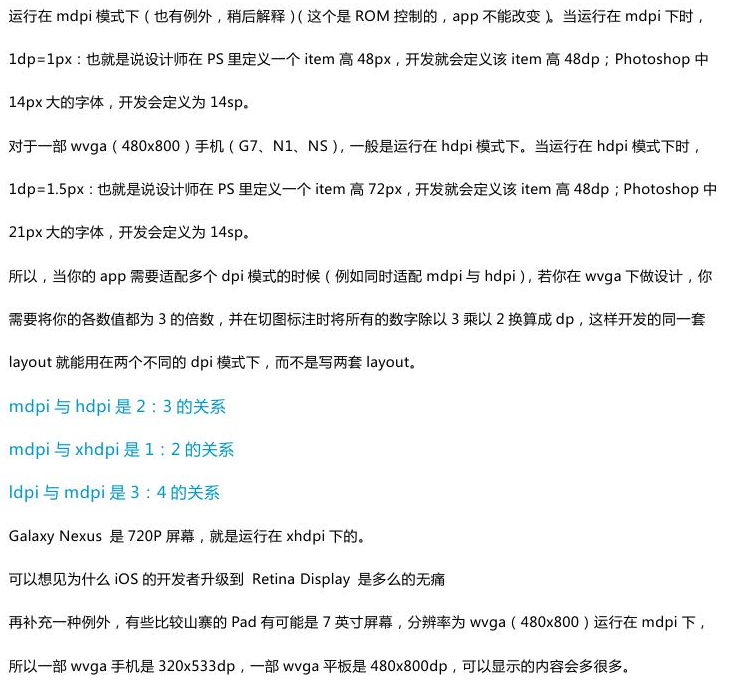 运行在 mdpi 模式下（也有例外，稍后解释）（这个是 ROM 控制的，app 不能改变）。当运行在 mdpi 下时，
1dp=1px：也就是说设计师在 PS 里定义一个 item 高 48px，开发就会定义该 item 高 48dp；Photoshop 中
14px 大的字体，开发会定义为 14sp。
对于一部 wvga（480x800）手机（G7、N1、NS），一般是运行在 hdpi 模式下。当运行在 hdpi 模式下时，
1dp=1.5px：也就是说设计师在 PS 里定义一个 item 高 72px，开发就会定义该 item 高 48dp；Photoshop 中
21px 大的字体，开发会定义为 14sp。
所以，当你的 app 需要适配多个 dpi 模式的时候（例如同时适配 mdpi 与 hdpi），若你在 wvga 下做设计，你
需要将你的各数值都为 3 的倍数，并在切图标注时将所有的数字除以 3 乘以 2 换算成 dp，这样开发的同一套
layout 就能用在两个不同的 dpi 模式下，而不是写两套 layout。
mdpi 与 hdpi 是 2：3 的关系
mdpi 与 xhdpi 是 1：2 的关系
ldpi 与 mdpi 是 3：4 的关系
Galaxy Nexus 是 720P 屏幕，就是运行在 xhdpi 下的。
可以想见为什么 iOS 的开发者升级到 Retina Display 是多么的无痛
再补充一种例外，有些比较山寨的 Pad 有可能是 7 英寸屏幕，分辨率为 wvga（480x800）运行在 mdpi 下，
所以一部 wvga 手机是 320x533dp，一部 wvga 平板是 480x800dp，可以显示的内容会多很多。